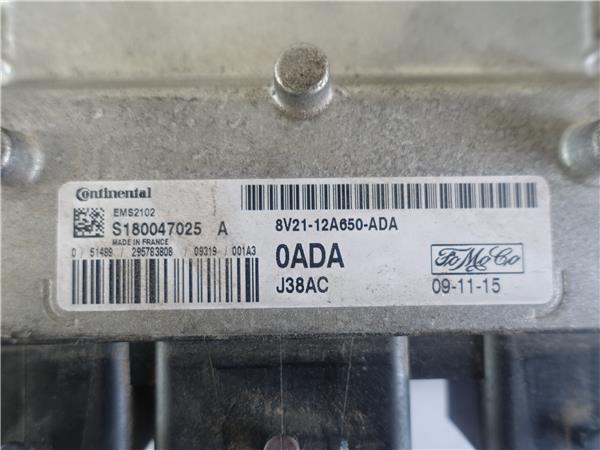 Continental
EMS2102
S180047025 A
MADE IN FRANCE
0 / 51489 / 295763808 / 09319 / 001A3
8V21-12A650-ADA
0ADA
J38AC
FoMoCo
09-11-15